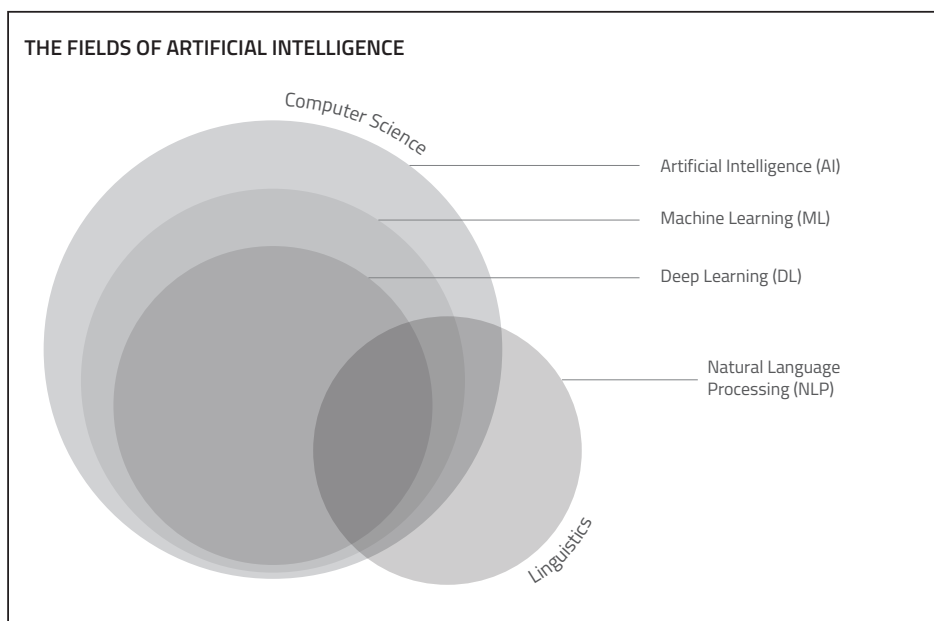 THE FIELDS OF ARTIFICIAL INTELLIGENCE
Computer Science
Artificial Intelligence (AI)
Machine Learning (ML)
Deep Learning (DL)
Natural Language
Processing (NLP)
Linguistics